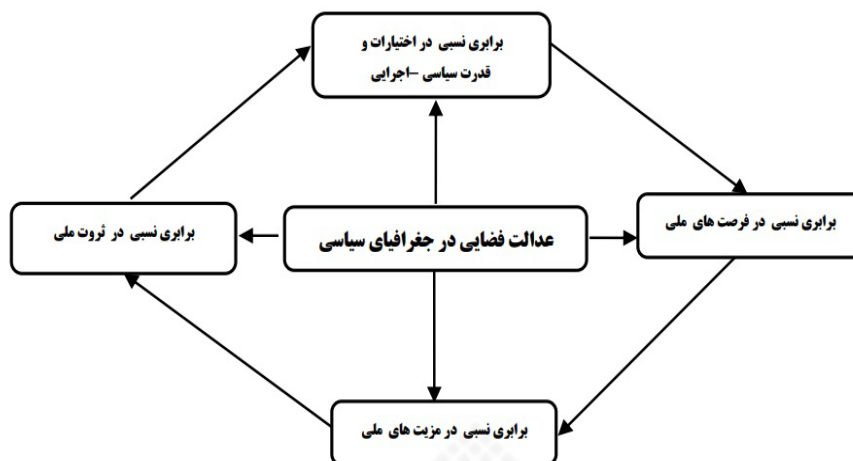 برابری نسبی در اختیارات و
قدرت سیاسی -اجرایی
برابری نسبی در فرصت های ملی
عدالت فضایی در جغرافیای سیاسی
برابری نسبی در ثروت ملی
برابری نسبی در مزیت های ملی